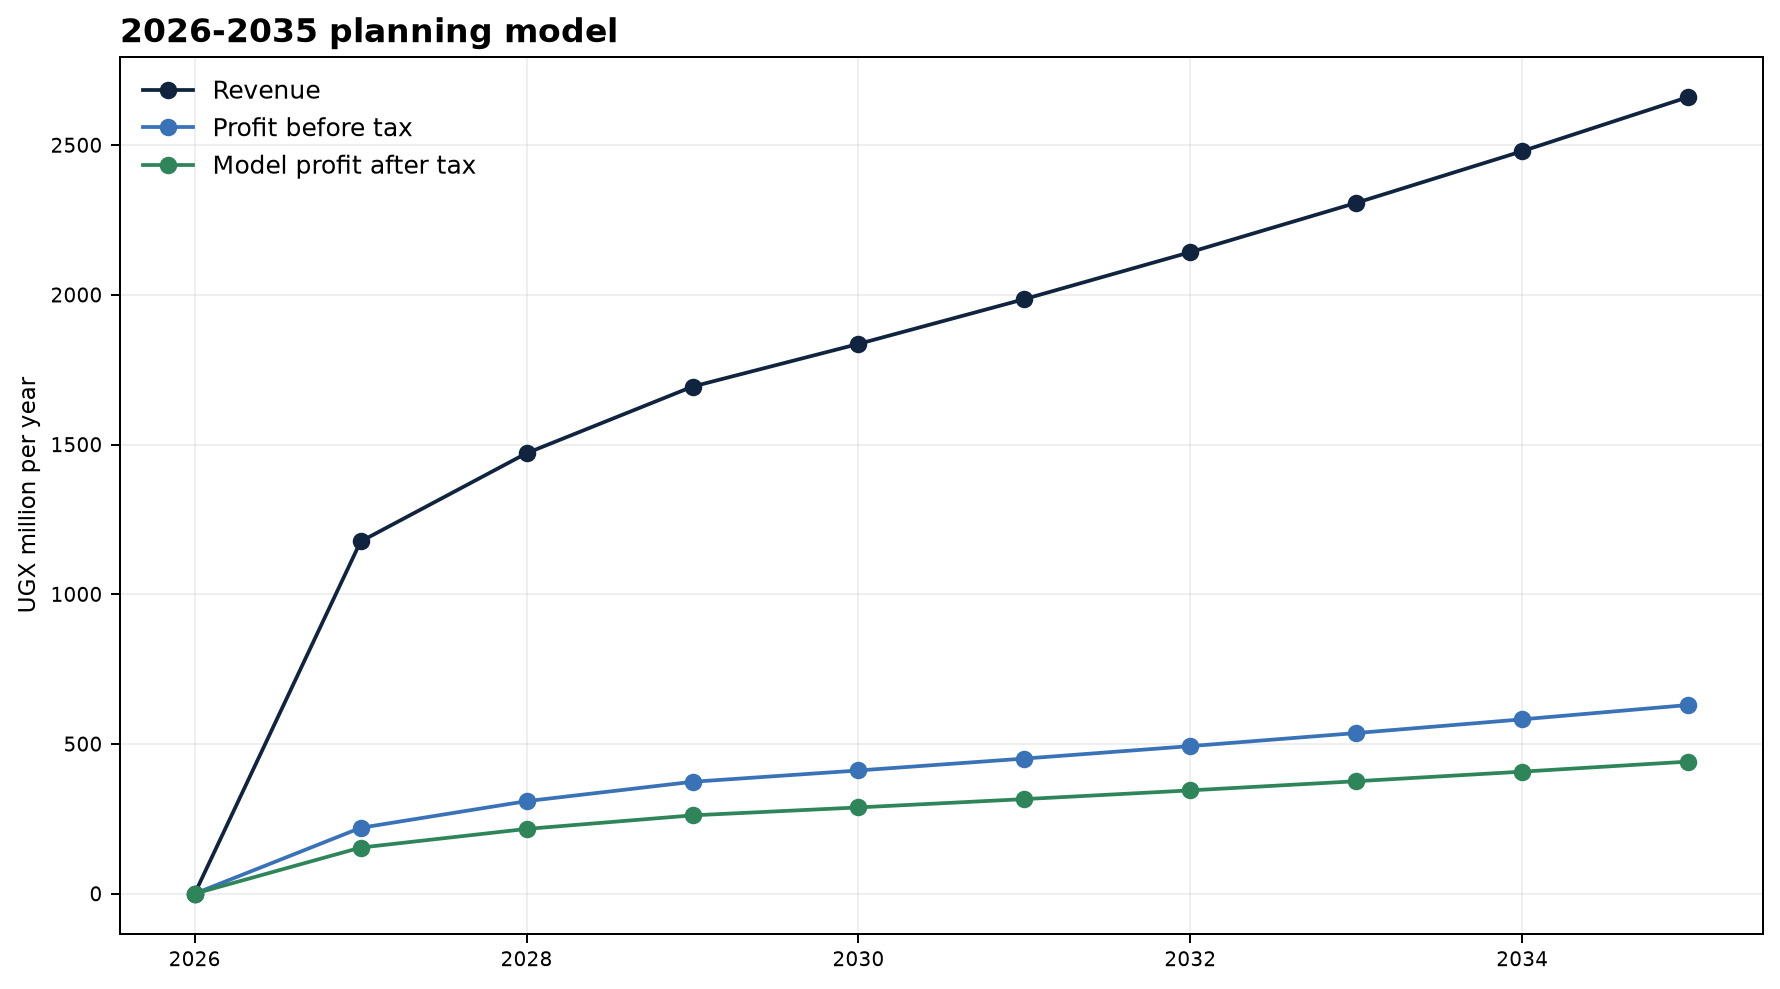 2026-2035 planning model
Revenue
Profit before tax
Model profit after tax
UGX million per year
2500
2000
1500
1000
500
0
2026 2028 2030 2032 2034